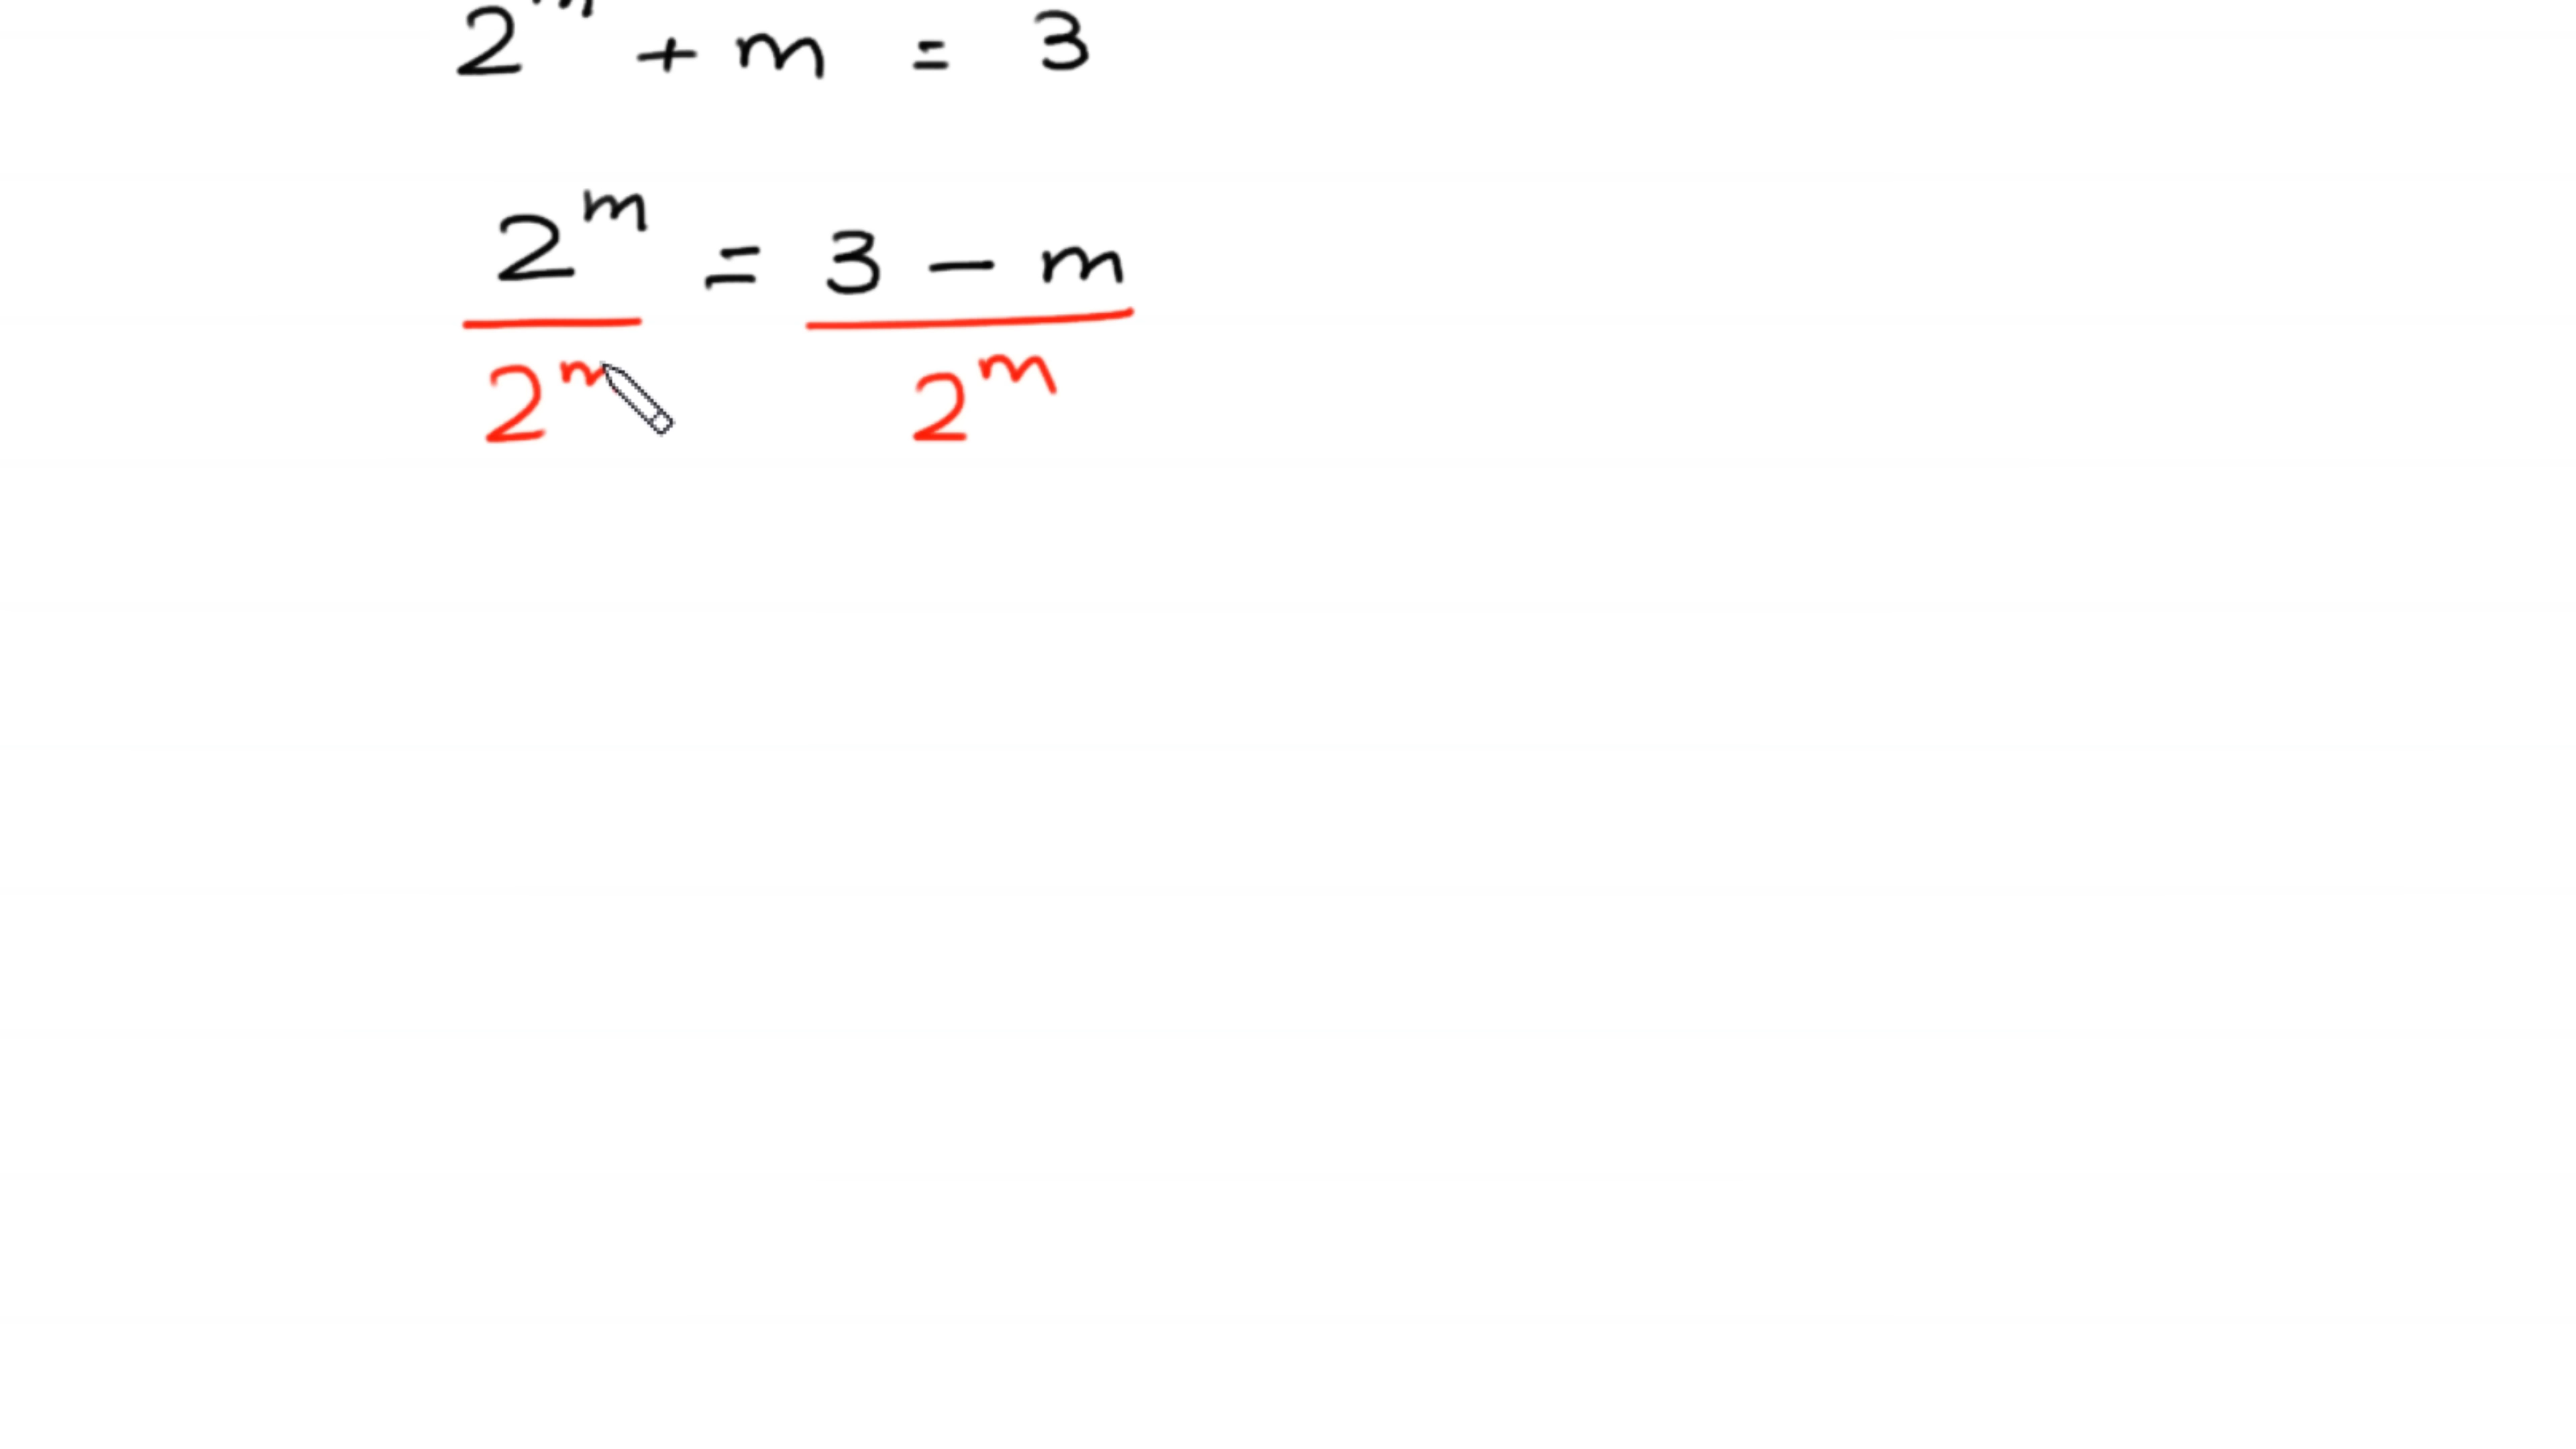 2^m + m = 3
2^m = 3 - m
2^m 2^m